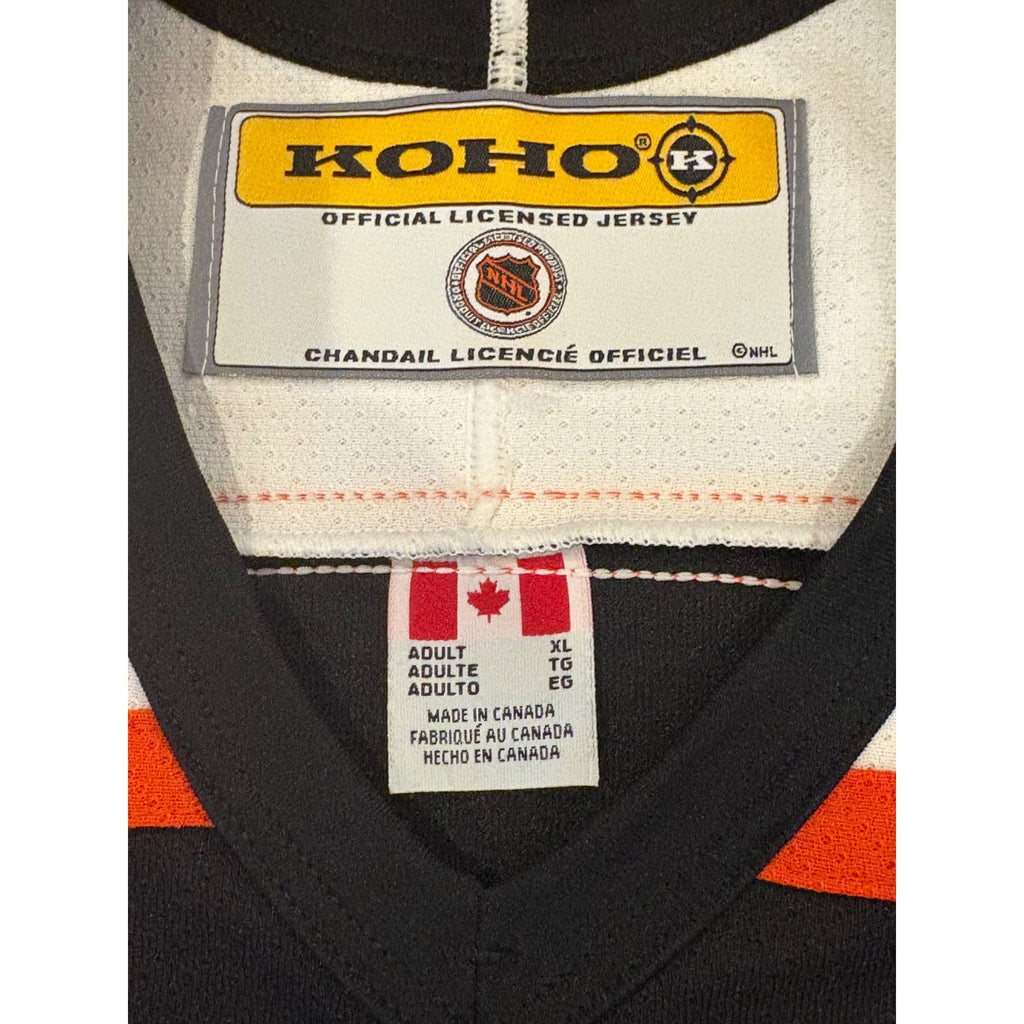 KOHO® K
OFFICIAL LICENSED JERSEY
NHL
CHANDAIL LICENCIÉ OFFICIEL ©NHL
ADULT XL
ADULTE TG
ADULTO EG
MADE IN CANADA
FABRIQUÉ AU CANADA
HECHO EN CANADA